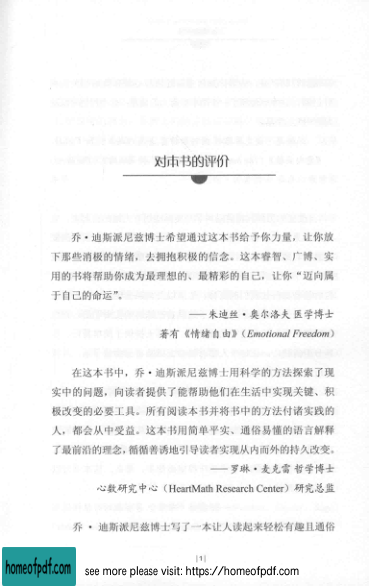 对本书的评价
乔·迪斯派尼兹博士希望通过这本书给予你力量，让你放
下那些消极的情绪，去拥抱积极的信念。这本睿智、广博、实
用的书将帮助你成为最理想的、最精彩的自己，让你“迈向属
于自己的命运”。
——朱迪丝·奥尔洛夫 医学博士
著有《情绪自由》（Emotional Freedom）
在这本书中，乔·迪斯派尼兹博士用科学的方法探索了现
实中的问题，向读者提供了能帮助他们在生活中实现关键、积
极改变的必要工具。所有阅读本书并将书中的方法付诸实践的
人，都会从中受益。这本书用简单平实、通俗易懂的语言解释
了最前沿的理念，循循善诱地引导读者实现从内而外的持久改变。
——罗琳·麦克雷 哲学博士
心数研究中心（HeartMath Research Center）研究总监
乔· 迪斯派尼兹博士写了一本让人读起来轻松有趣且通俗
[1]
homeofpdf.com
see more please visit: https://homeofpdf.com